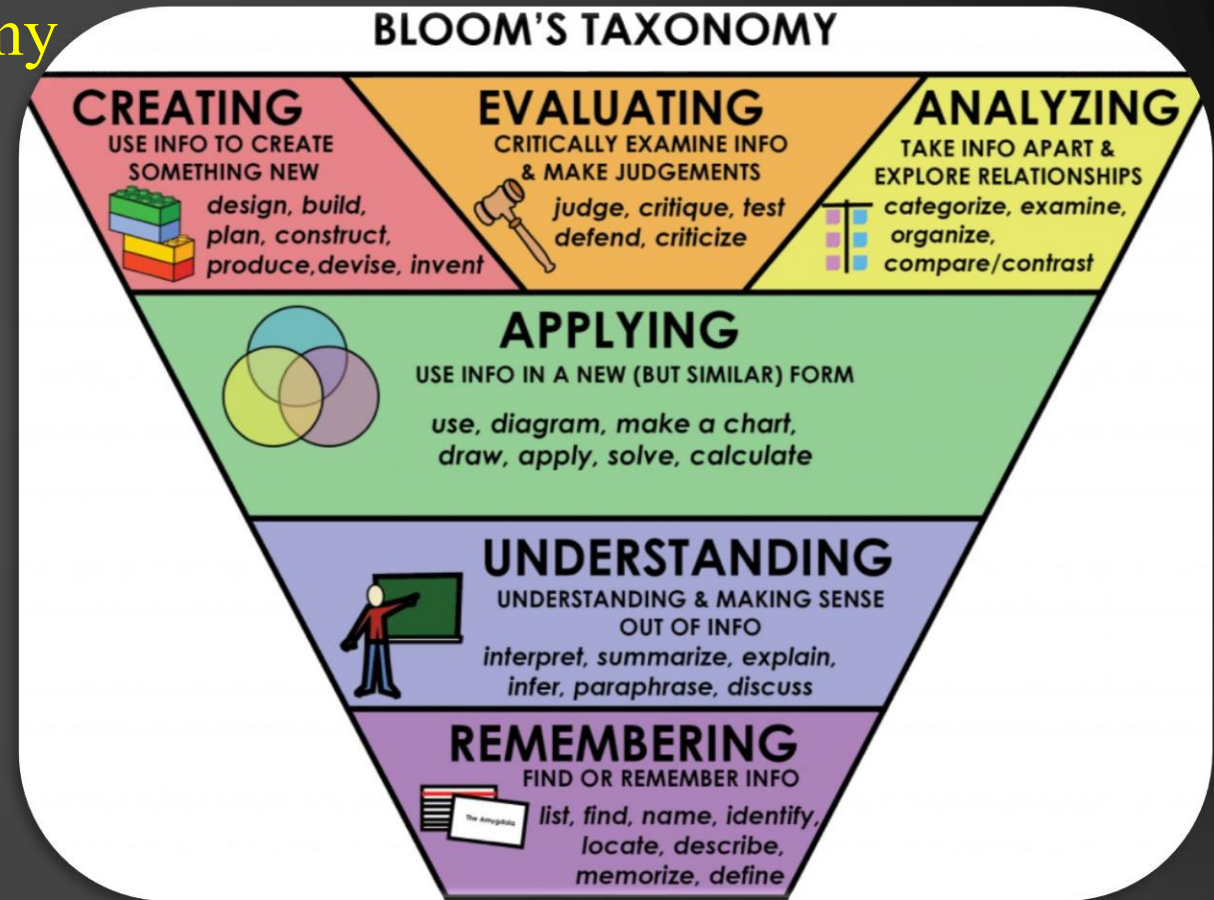 my
BLOOM'S TAXONOMY
CREATING
USE INFO TO CREATE
SOMETHING NEW
design, build,
plan, construct,
produce,devise, invent
EVALUATING
CRITICALLY EXAMINE INFO
& MAKE JUDGEMENTS
judge, critique, test
defend, criticize
ANALYZING
TAKE INFO APART &
EXPLORE RELATIONSHIPS
categorize, examine,
organize,
compare/contrast
APPLYING
USE INFO IN A NEW (BUT SIMILAR) FORM
use, diagram, make a chart,
draw, apply, solve, calculate
UNDERSTANDING
UNDERSTANDING & MAKING SENSE
OUT OF INFO
interpret, summarize, explain,
infer, paraphrase, discuss
REMEMBERING
FIND OR REMEMBER INFO
The Amygdala
list, find, name, identify,
locate, describe,
memorize, define